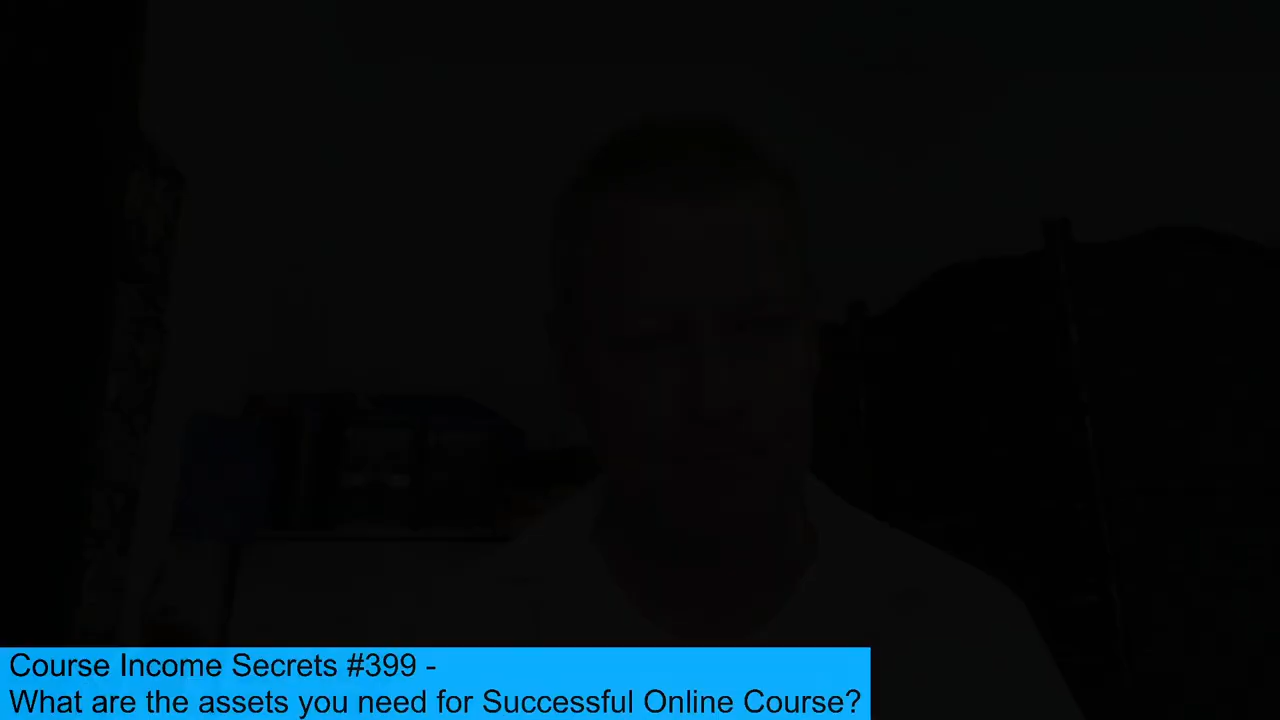 Course Income Secrets #399 -
What are the assets you need for Successful Online Course?